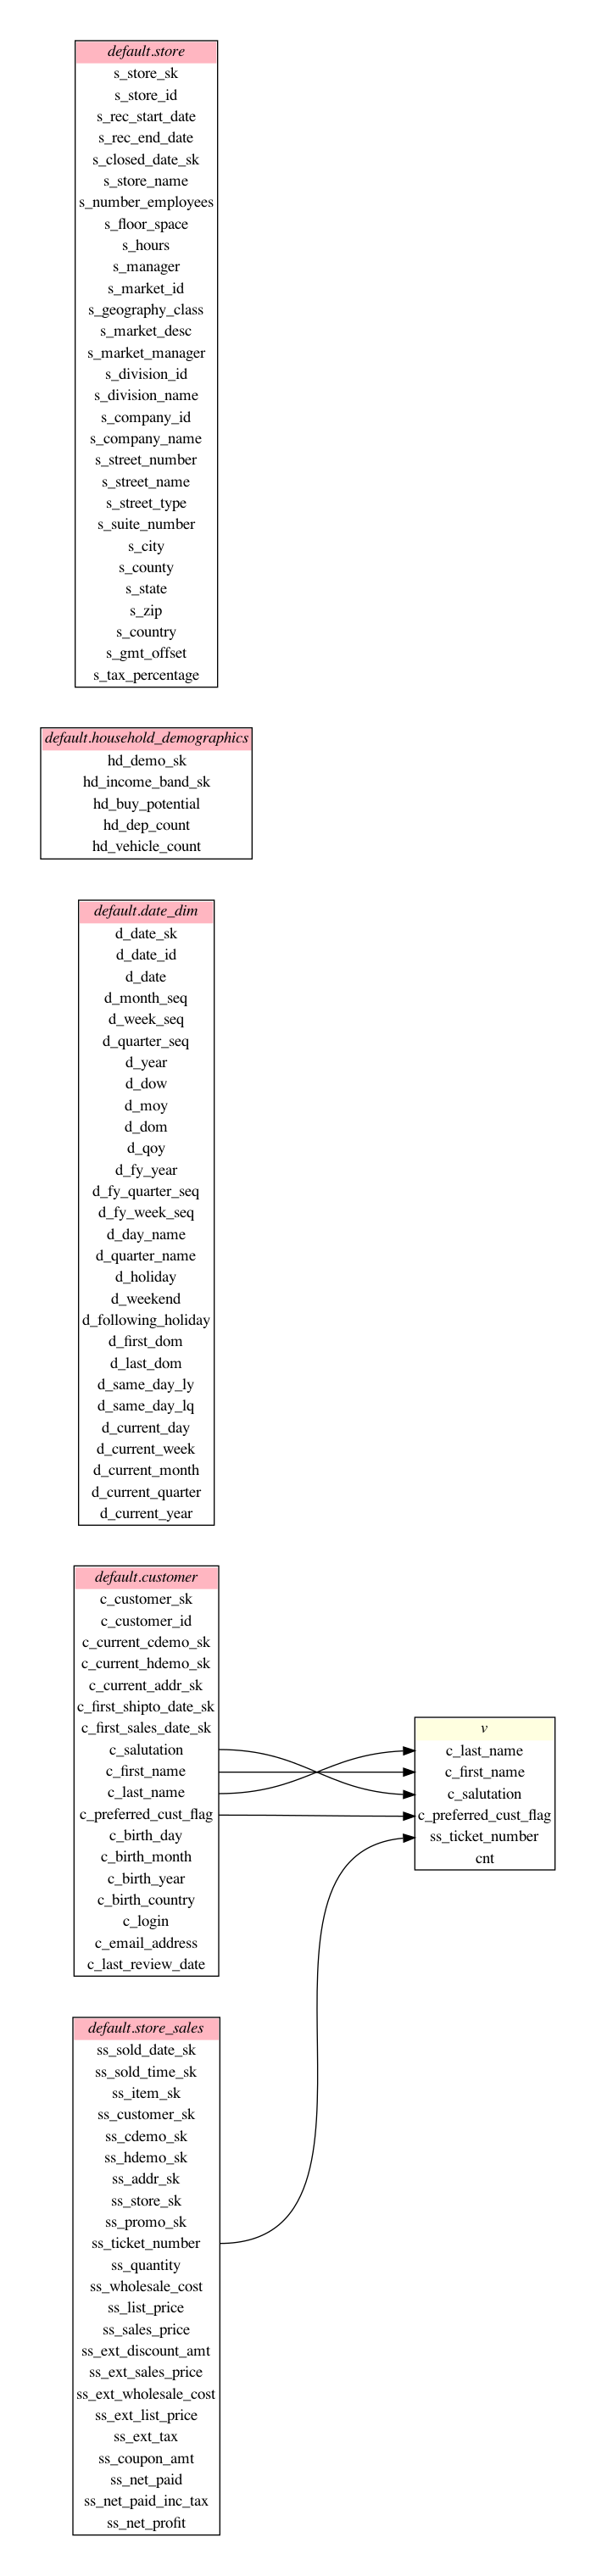 default.store
s_store_sk
s_store_id
s_rec_start_date
s_rec_end_date
s_closed_date_sk
s_store_name
s_number_employees
s_floor_space
s_hours
s_manager
s_market_id
s_geography_class
s_market_desc
s_market_manager
s_division_id
s_division_name
s_company_id
s_company_name
s_street_number
s_street_name
s_street_type
s_suite_number
s_city
s_county
s_state
s_zip
s_country
s_gmt_offset
s_tax_percentage
default.household_demographics
hd_demo_sk
hd_income_band_sk
hd_buy_potential
hd_dep_count
hd_vehicle_count
default.date_dim
d_date_sk
d_date_id
d_date
d_month_seq
d_week_seq
d_quarter_seq
d_year
d_dow
d_moy
d_dom
d_qoy
d_fy_year
d_fy_quarter_seq
d_fy_week_seq
d_day_name
d_quarter_name
d_holiday
d_weekend
d_following_holiday
d_first_dom
d_last_dom
d_same_day_ly
d_same_day_lq
d_current_day
d_current_week
d_current_month
d_current_quarter
d_current_year
default.customer
c_customer_sk
c_customer_id
c_current_cdemo_sk
c_current_hdemo_sk
c_current_addr_sk
c_first_shipto_date_sk
c_first_sales_date_sk
c_salutation
c_first_name
c_last_name
c_preferred_cust_flag
c_birth_day
c_birth_month
c_birth_year
c_birth_country
c_login
c_email_address
c_last_review_date
v
c_last_name
c_first_name
c_salutation
c_preferred_cust_flag
ss_ticket_number
cnt
default.store_sales
ss_sold_date_sk
ss_sold_time_sk
ss_item_sk
ss_customer_sk
ss_cdemo_sk
ss_hdemo_sk
ss_addr_sk
ss_store_sk
ss_promo_sk
ss_ticket_number
ss_quantity
ss_wholesale_cost
ss_list_price
ss_sales_price
ss_ext_discount_amt
ss_ext_sales_price
ss_ext_wholesale_cost
ss_ext_list_price
ss_ext_tax
ss_coupon_amt
ss_net_paid
ss_net_paid_inc_tax
ss_net_profit